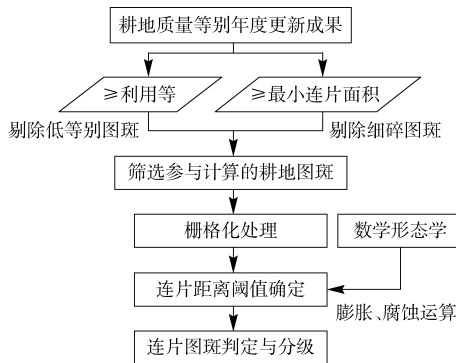 耕地质量等别年度更新成果
≥利用等
≥最小连片面积
剔除低等别图斑
剔除细碎图斑
筛选参与计算的耕地图斑
栅格化处理
数学形态学
连片距离阈值确定
膨胀、腐蚀运算
连片图斑判定与分级